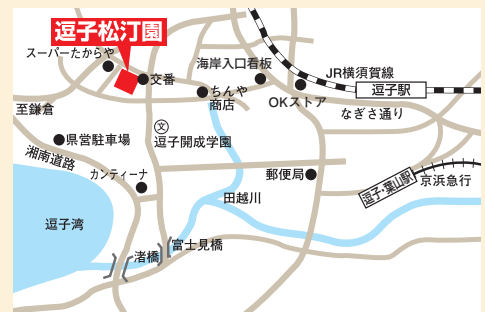 逗子松汀園
スーパーたからや
交番
海岸入口看板
JR横須賀線
逗子駅
ちんや
商店
OKストア
なぎさ通り
至鎌倉
県営駐車場
文
逗子開成学園
湘南道路
カンティーナ
郵便局
逗子・葉山駅
京浜急行
田越川
逗子湾
渚橋
富士見橋